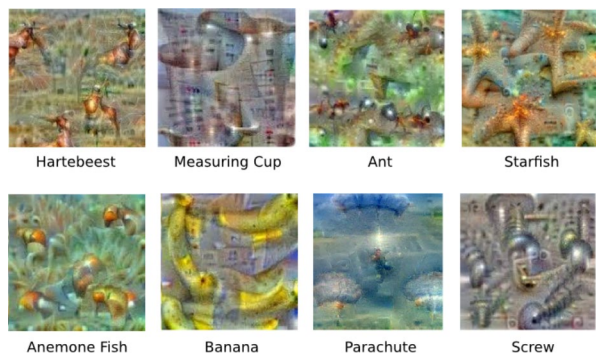 Hartebeest
Measuring Cup
Ant
Starfish
Anemone Fish
Banana
Parachute
Screw